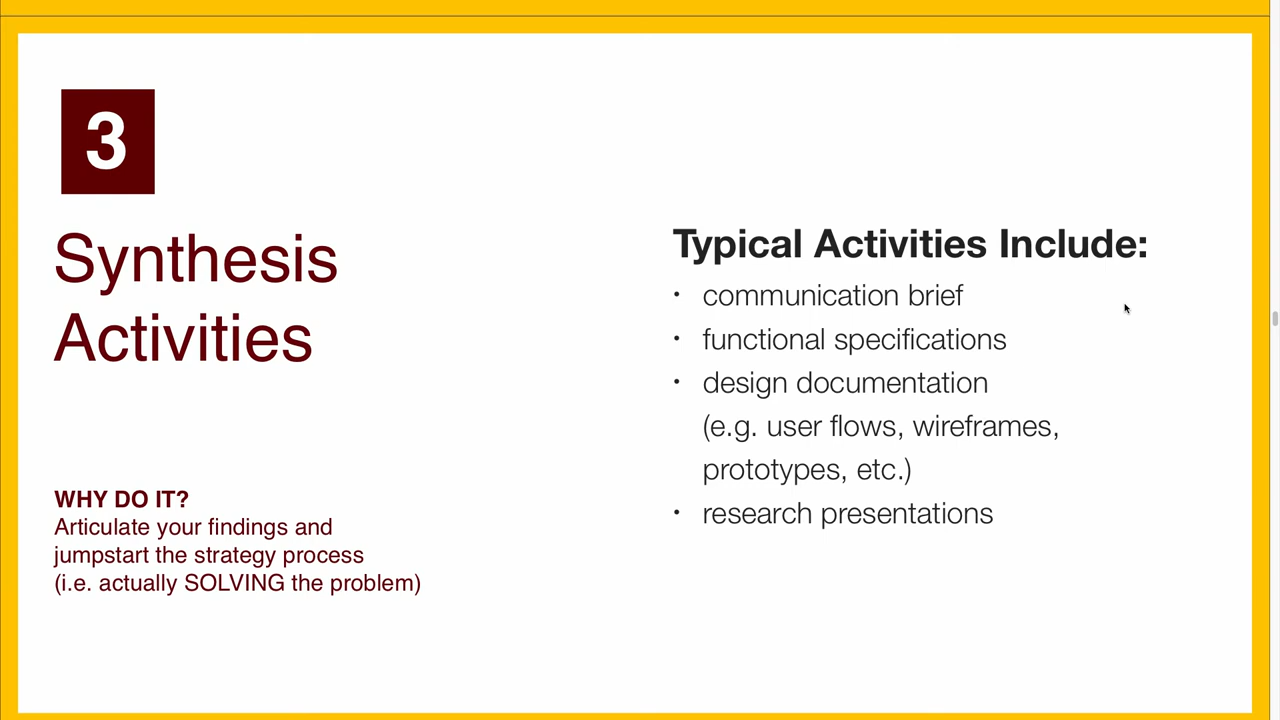 3
Synthesis
Activities
WHY DO IT?
Articulate your findings and
jumpstart the strategy process
(i.e. actually SOLVING the problem)
Typical Activities Include:
• communication brief
• functional specifications
• design documentation
(e.g. user flows, wireframes,
prototypes, etc.)
• research presentations